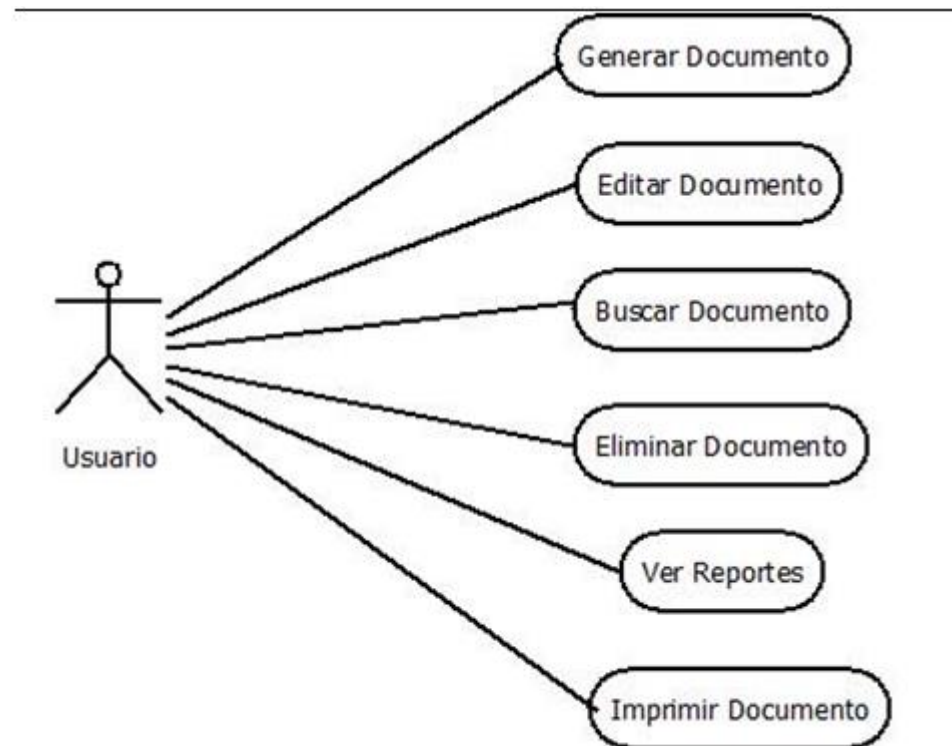 Generar Documento
Editar Documento
Buscar Documento
Eliminar Documento
Usuario
Ver Reportes
Imprimir Documento